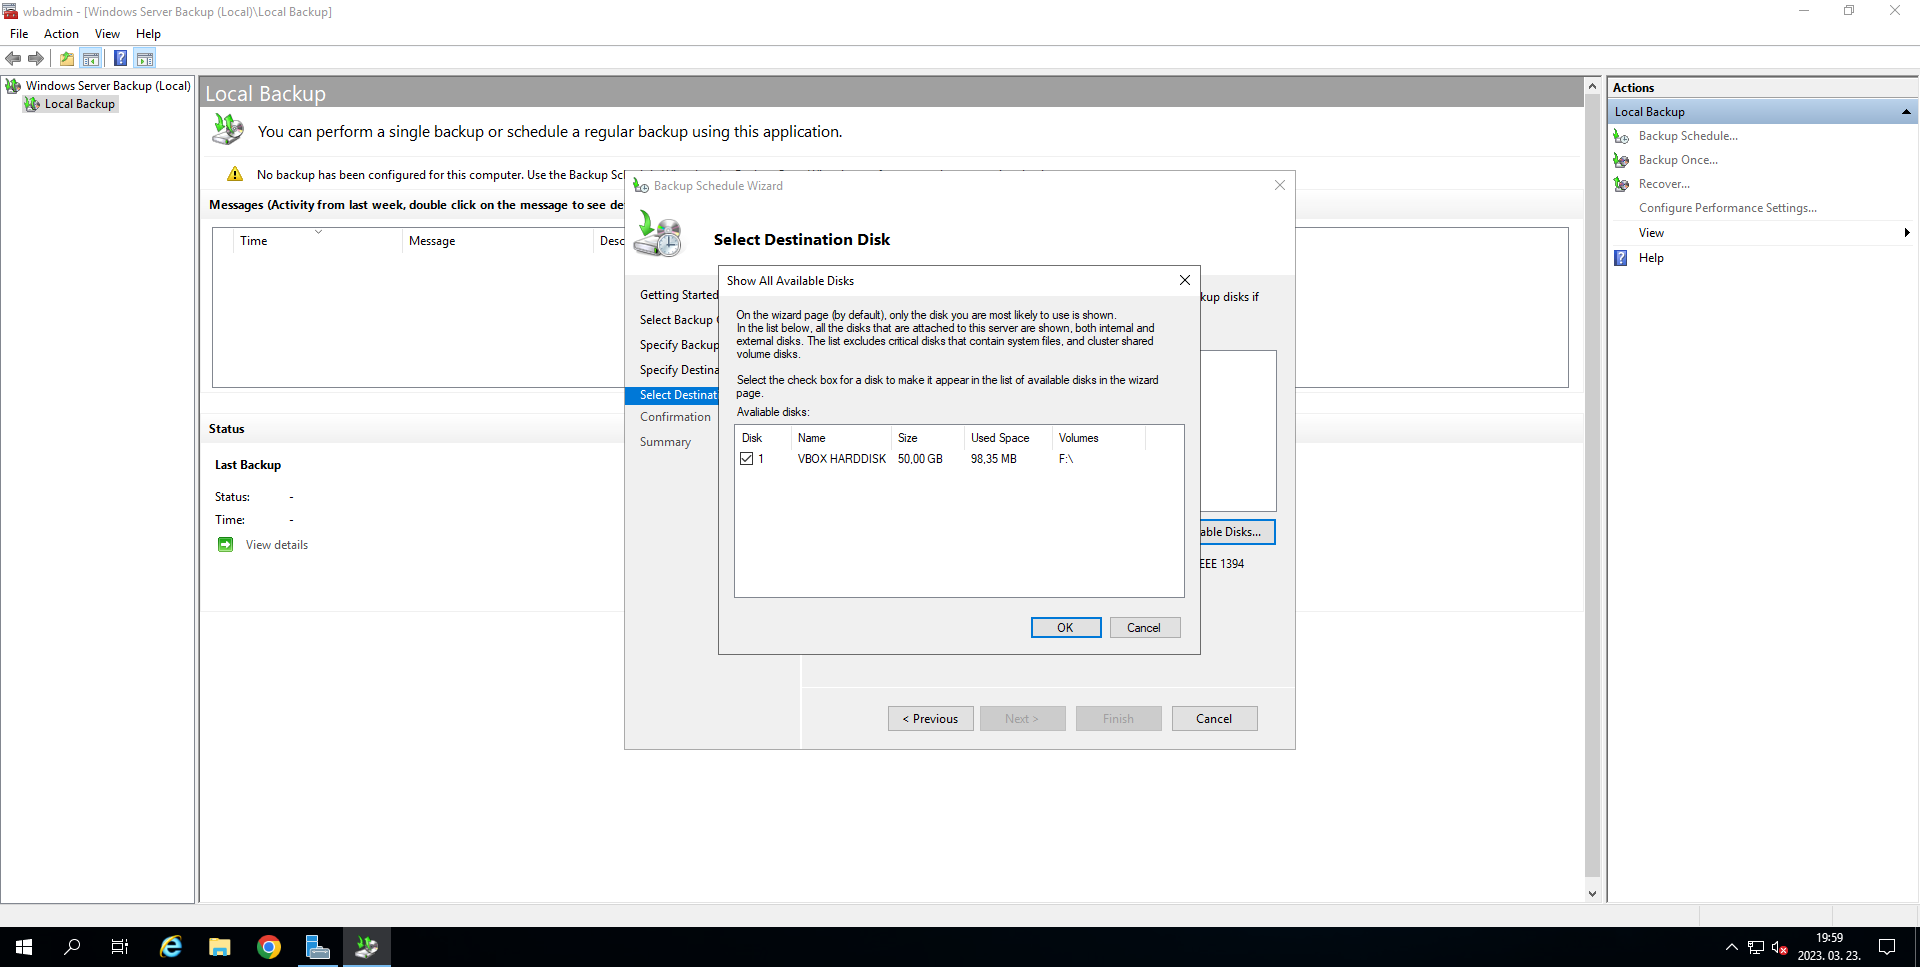 wbadmin - [Windows Server Backup (Local)\Local Backup]
File Action View Help
Windows Server Backup (Local)
Local Backup
Local Backup
You can perform a single backup or schedule a regular backup using this application.
No backup has been configured for this computer. Use the Backup
Messages (Activity from last week, double click on the message to see
Time Message
Status
Last Backup
Status: -
Time: -
View details
Backup Schedule Wizard
Select Destination Disk
Getting Started
Select Backup
Specify Backup
Specify
Select
Confirmation
Summary
disks if
Disks...
1394
< Previous Next > Finish Cancel
Show All Available Disks
On the wizard page (by default), only the disk you are most likely to use is shown.
In the list below, all the disks that are attached to this server are shown, both internal and
external disks. The list excludes critical disks that contain system files, and cluster shared
volume disks.
Select the check box for a disk to make it appear in the list of available disks in the wizard
page.
Avaliable disks:
Disk Name Size Used Space Volumes
1 VBOX HARDDISK 50,00 GB 98,35 MB F:\
OK Cancel
Actions
Local Backup
Backup Schedule...
Backup Once...
Recover...
Configure Performance Settings...
View
Help
19:59
2023. 03. 23.